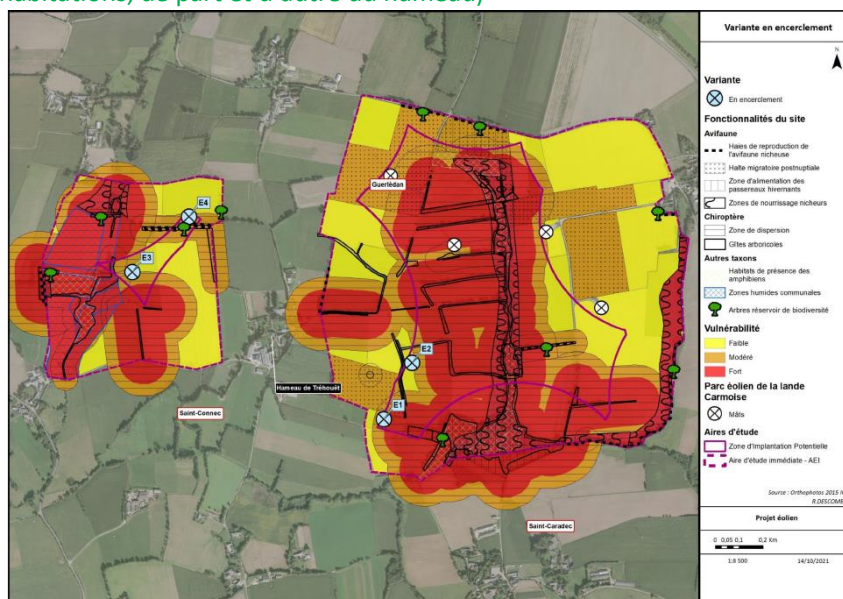 habitations, de part et d'autre du hameau,
Variante en encerclement
N
Variante
En encerclement
Fonctionnalités du site
Avifaune
Haies de reproduction de
l'avifaune nicheuse
Halte migratoire postnuptiale
Zone d'alimentation des
passereaux hivernants
Zones de nourrissage nicheurs
Chiroptère
Zone de dispersion
Gîtes arboricoles
Autres taxons
Habitats de présence des
amphibiens
Zones humides communales
Arbres réservoir de biodiversité
Vulnérabilité
Faible
Modéré
Fort
Parc éolien de la lande
Carmoise
Mâts
Aires d'étude
Zone d'Implantation Potentielle
Aire d'étude immédiate - AEI
Source : Orthophotos 2015
R.DESCOMB
Projet éolien
0 0,05 0,1 0,2 Km
1:8 500
14/10/2021
Guerlédan
E4
E3
E2
Hameau de Tréhouët
E1
Saint-Connec
Saint-Caradec